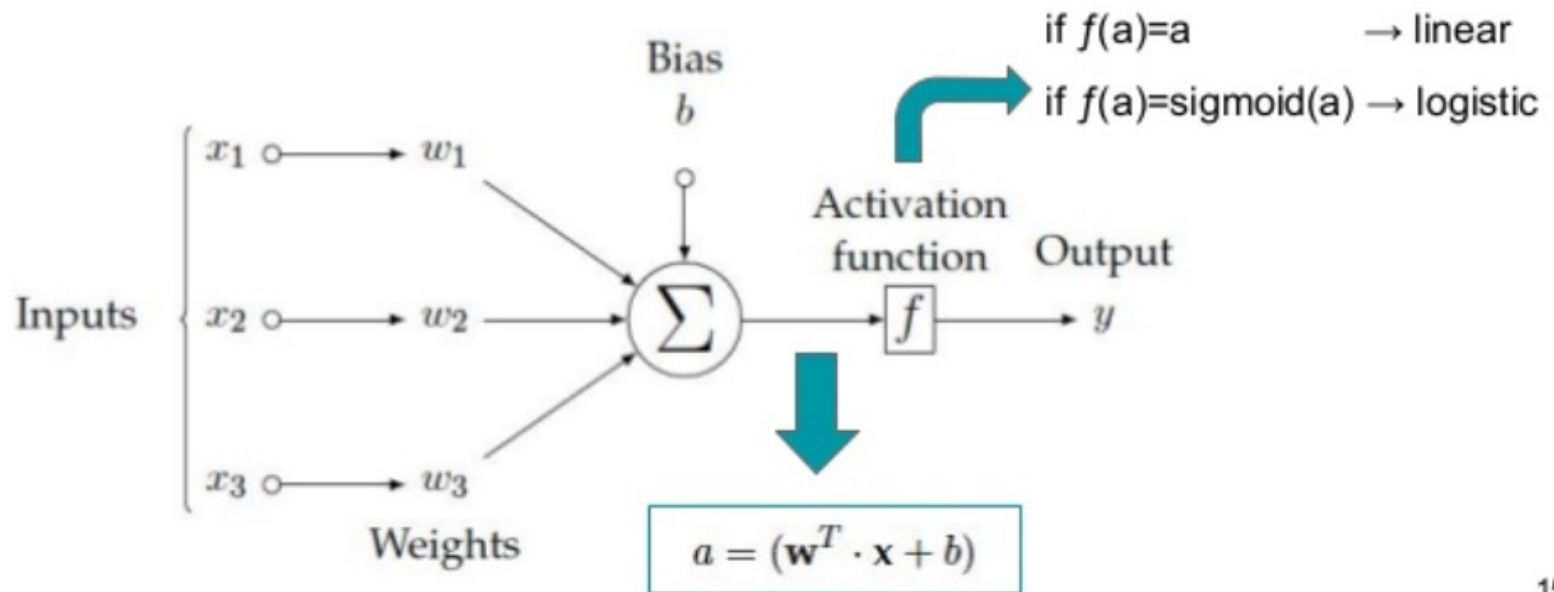 if f(a)=a → linear
if f(a)=sigmoid(a) → logistic
Bias
b
x₁ w₁
Activation
function
Output
Inputs
x₂ w₂
Σ
f
y
x₃ w₃
Weights
a = (𝐰ᵀ · 𝐱 + b)